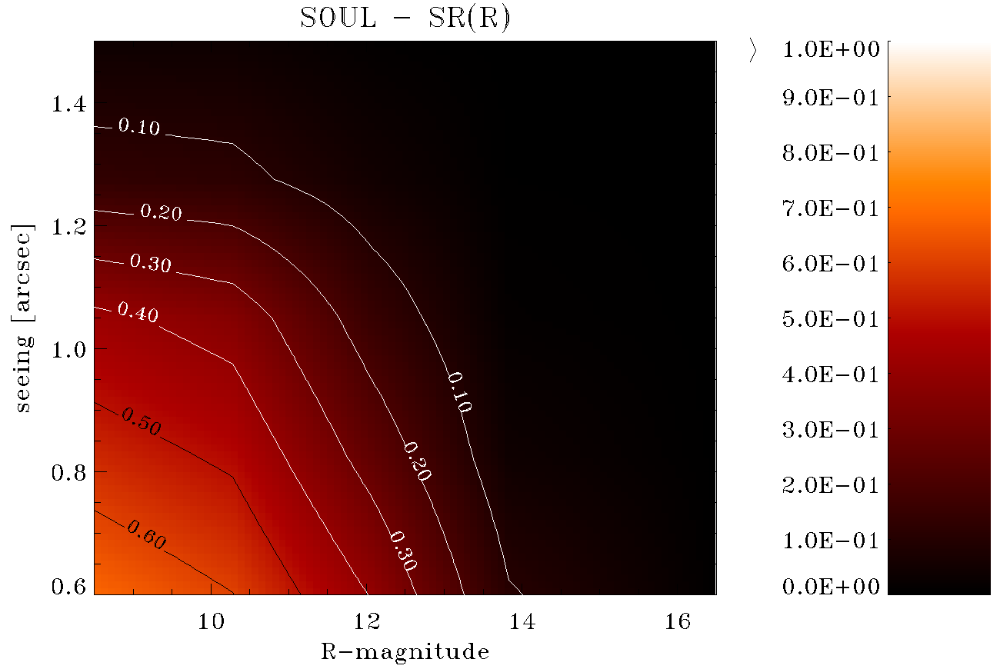 SOUL - SR(R)
seeing [arcsec]
1.4
1.2
1.0
0.8
0.6
0.10
0.20
0.30
0.40
0.50
0.60
0.10
0.20
0.30
10 12 14 16
R-magnitude
> 1.0E+00
9.0E-01
8.0E-01
7.0E-01
6.0E-01
5.0E-01
4.0E-01
3.0E-01
2.0E-01
1.0E-01
0.0E+00